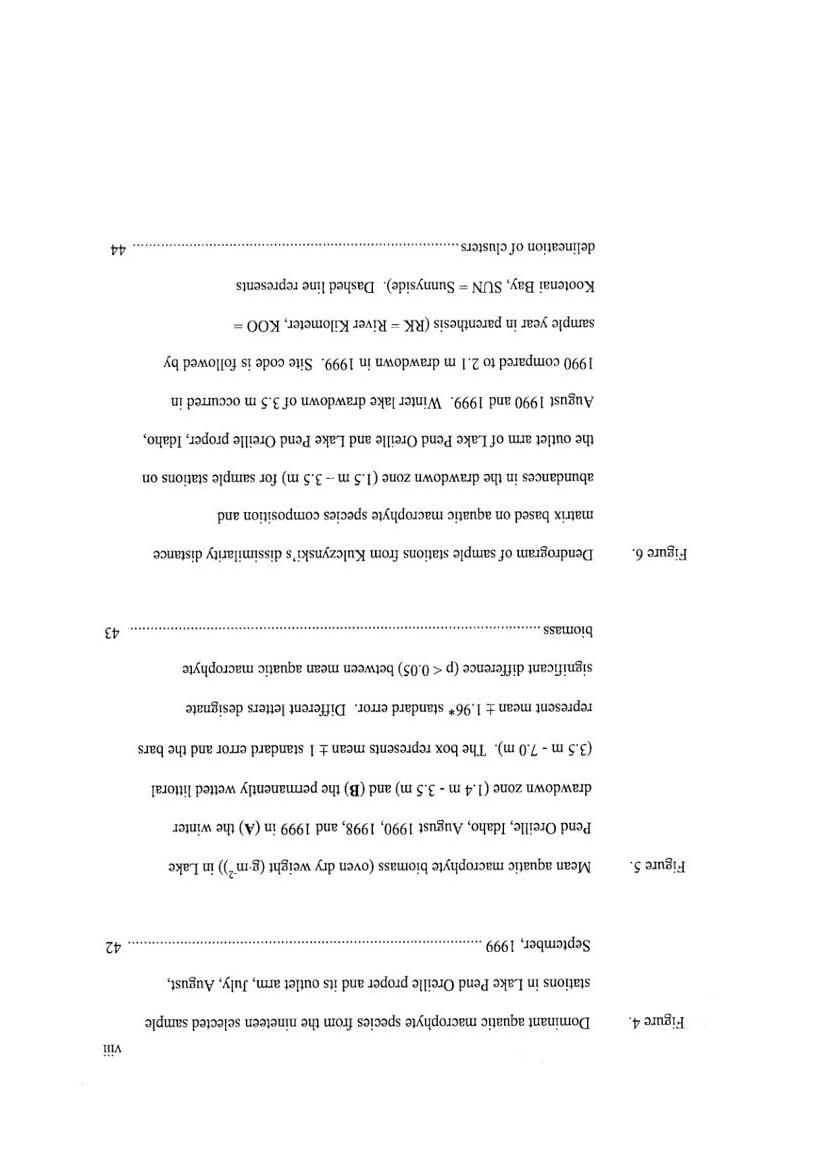 viii
Figure 4. Dominant aquatic macrophyte species from the nineteen selected sample
stations in Lake Pend Oreille proper and its outlet arm, July, August,
September, 1999 ................................................................................ 42
Figure 5. Mean aquatic macrophyte biomass (oven dry weight (g·m⁻²)) in Lake
Pend Oreille, Idaho, August 1990, 1998, and 1999 in (A) the winter
drawdown zone (1.4 m - 3.5 m) and (B) the permanently wetted littoral
(3.5 m - 7.0 m). The box represents mean ± 1 standard error and the bars
represent mean ± 1.96* standard error. Different letters designate
significant difference (p < 0.05) between mean aquatic macrophyte
biomass ................................................................................ 43
Figure 6. Dendrogram of sample stations from Kulczynski's dissimilarity distance
matrix based on aquatic macrophyte species composition and
abundances in the drawdown zone (1.5 m – 3.5 m) for sample stations on
the outlet arm of Lake Pend Oreille and Lake Pend Oreille proper, Idaho,
August 1990 and 1999. Winter lake drawdown of 3.5 m occurred in
1990 compared to 2.1 m drawdown in 1999. Site code is followed by
sample year in parenthesis (RK = River Kilometer, KOO =
Kootenai Bay, SUN = Sunnyside). Dashed line represents
delineation of clusters ................................................................................ 44